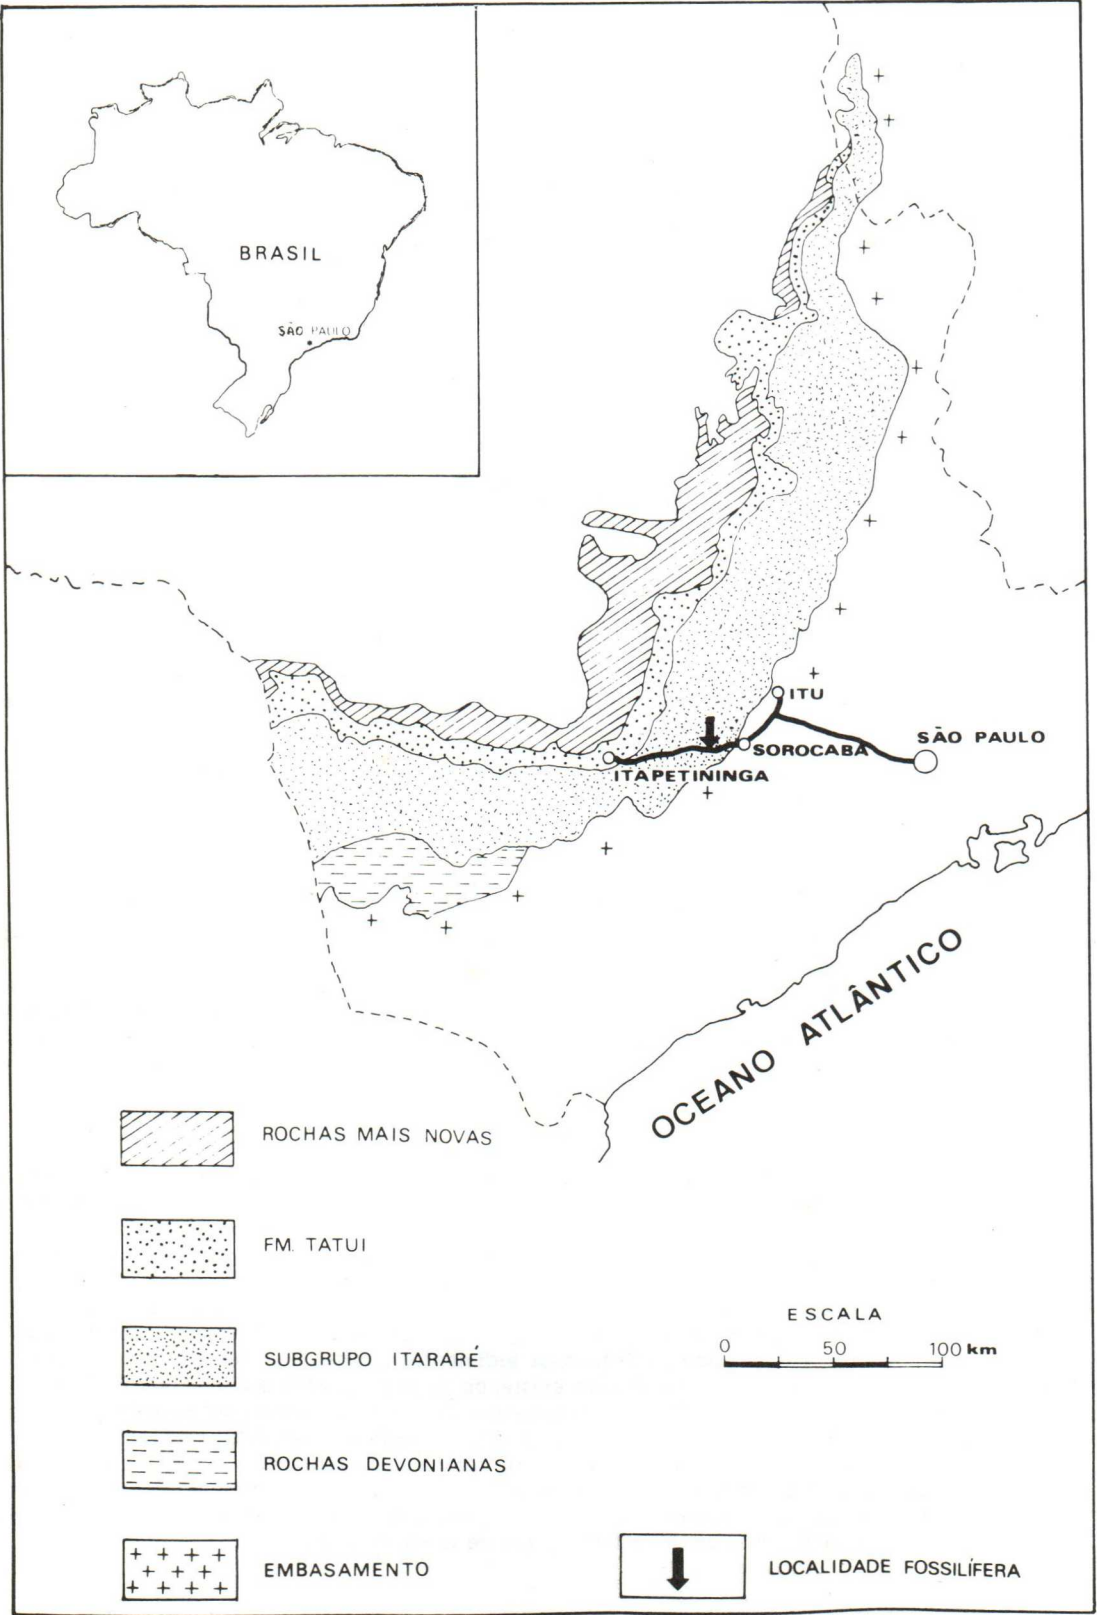 BRASIL
SÃO PAULO
ITU
SÃO PAULO
SOROCABA
ITAPETININGA
OCEANO ATLÂNTICO
ROCHAS MAIS NOVAS
FM. TATUI
ESCALA
0 50 100 km
SUBGRUPO ITARARÉ
ROCHAS DEVONIANAS
EMBASAMENTO
LOCALIDADE FOSSILÍFERA